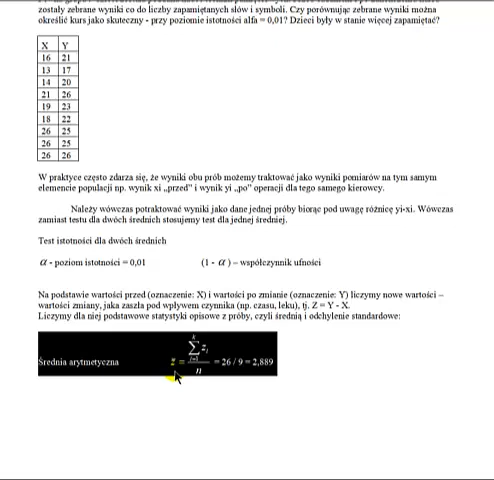 zostały zebrane wyniki co do liczby zapamiętanych słów i symboli. Czy porównując zebrane wyniki można
określić kurs jako skuteczny - przy poziomie istotności alfa = 0,01? Dzieci były w stanie więcej zapamiętać?
X Y
16 21
13 17
14 20
21 26
19 23
18 22
26 25
26 25
26 26
W praktyce często zdarza się, że wyniki obu prób możemy traktować jako wyniki pomiarów na tym samym
elemencie populacji np. wynik xi „przed" i wynik yi „po" operacji dla tego samego kierowcy.
Należy wówczas potraktować wyniki jako dane jednej próby biorąc pod uwagę różnicę yi-xi. Wówczas
zamiast testu dla dwóch średnich stosujemy test dla jednej średniej.
Test istotności dla dwóch średnich
α - poziom istotności = 0,01 (1 - α ) – współczynnik ufności
Na podstawie wartości przed (oznaczenie: X) i wartości po zmianie (oznaczenie: Y) liczymy nowe wartości –
wartości zmiany, jaka zaszła pod wpływem czynnika (np. czasu, leku), tj. Z = Y - X.
Liczymy dla niej podstawowe statystyki opisowe z próby, czyli średnią i odchylenie standardowe:
Średnia arytmetyczna z̄ = ∑ zᵢ / n = 26 / 9 = 2,889